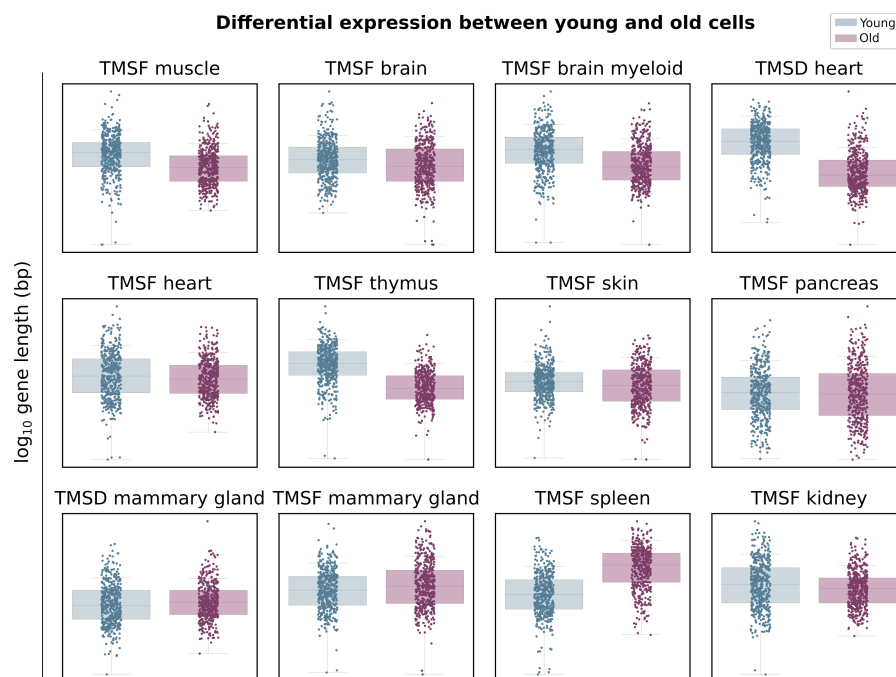 Differential expression between young and old cells
Young
Old
TMSF muscle
TMSF brain
TMSF brain myeloid
TMSD heart
log₁₀ gene length (bp)
TMSF heart
TMSF thymus
TMSF skin
TMSF pancreas
TMSD mammary gland
TMSF mammary gland
TMSF spleen
TMSF kidney